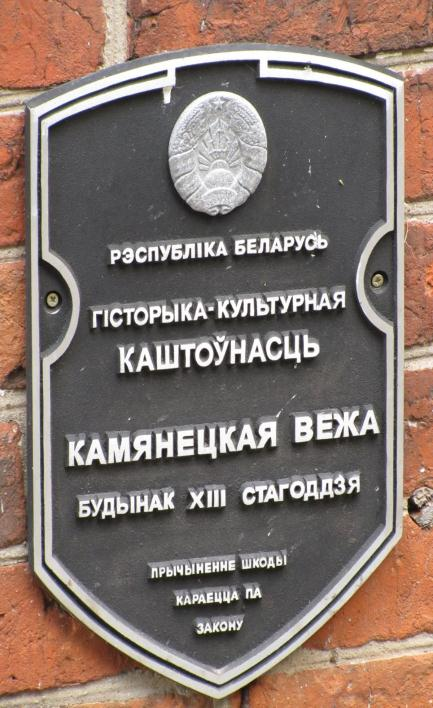 РЭСПУБЛІКА БЕЛАРУСЬ
ГІСТОРЫКА-КУЛЬТУРНАЯ
КАШТОЎНАСЦЬ
КАМЯНЕЦКАЯ ВЕЖА
БУДЫНАК XIII СТАГОДДЗЯ
ПРЫЧЫНЕННЕ ШКОДЫ
КАРАЕЦЦА ПА
ЗАКОНУ